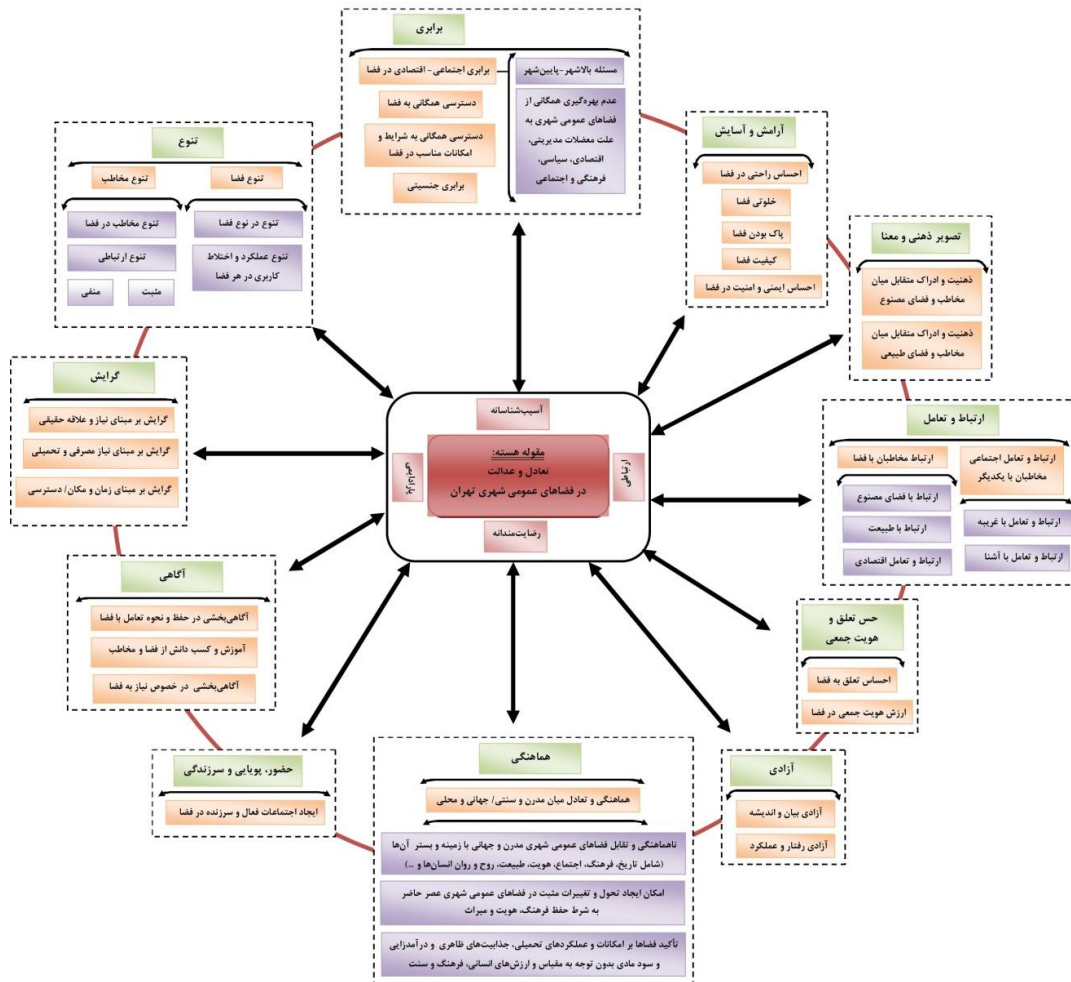 برابری
برابری اجتماعی- اقتصادی در فضا
دسترسی همگانی به فضا
دسترسی همگانی به شرایط و
امکانات مناسب در فضا
برابری جنسیتی
مسئله بالاشهر-پایین‌شهر
عدم بهره‌گیری همگانی از
فضاهای عمومی شهری به
علت معضلات مدیریتی،
اقتصادی، سیاسی،
فرهنگی و اجتماعی
آرامش و آسایش
احساس راحتی در فضا
خلوتی فضا
پاک بودن فضا
کیفیت فضا
احساس ایمنی و امنیت در فضا
تصویر ذهنی و معنا
ذهنیت و ادراک متقابل میان
مخاطب و فضای مصنوع
ذهنیت و ادراک متقابل میان
مخاطب و فضای طبیعی
ارتباط و تعامل
ارتباط و تعامل اجتماعی
مخاطبان با یکدیگر
ارتباط و تعامل با غریبه
ارتباط و تعامل با آشنا
ارتباط مخاطبان با فضا
ارتباط با فضای مصنوع
ارتباط با طبیعت
ارتباط و تعامل اقتصادی
حس تعلق و
هویت جمعی
احساس تعلق به فضا
ارزش هویت جمعی در فضا
آزادی
آزادی بیان و اندیشه
آزادی رفتار و عملکرد
هماهنگی
هماهنگی و تعادل میان مدرن و سنتی/ جهانی و محلی
ناهماهنگی و تقابل فضاهای عمومی شهری مدرن و جهانی با زمینه و بستر آن‌ها
(شامل تاریخ، فرهنگ، اجتماع، هویت، طبیعت، روح و روان انسان‌ها و ...)
امکان ایجاد تحول و تغییرات مثبت در فضاهای عمومی شهری عصر حاضر
به شرط حفظ فرهنگ، هویت و میراث
تأکید فضاها بر امکانات و عملکردهای تحمیلی، جذابیت‌های ظاهری و درآمدزایی
و سود مادی بدون توجه به مقیاس و ارزش‌های انسانی، فرهنگ و سنت
حضور، پویایی و سرزندگی
ایجاد اجتماعات فعال و سرزنده در فضا
آگاهی
آگاهی‌بخشی در حفظ و نحوه تعامل با فضا
آموزش و کسب دانش از فضا و مخاطب
آگاهی‌بخشی در خصوص نیاز به فضا
گرایش
گرایش بر مبنای نیاز و علاقه حقیقی
گرایش بر مبنای نیاز مصرفی و تحمیلی
گرایش بر مبنای زمان و مکان/ دسترسی
تنوع
تنوع فضا
تنوع در نوع فضا
تنوع عملکرد و اختلاط
کاربری در هر فضا
تنوع مخاطب
تنوع مخاطب در فضا
تنوع ارتباطی
مثبت
منفی
آسیب‌شناسانه
ارتباطی
مقوله هسته:
تعادل و عدالت
در فضاهای عمومی شهری تهران
پارادایمی
رضایت‌مندانه